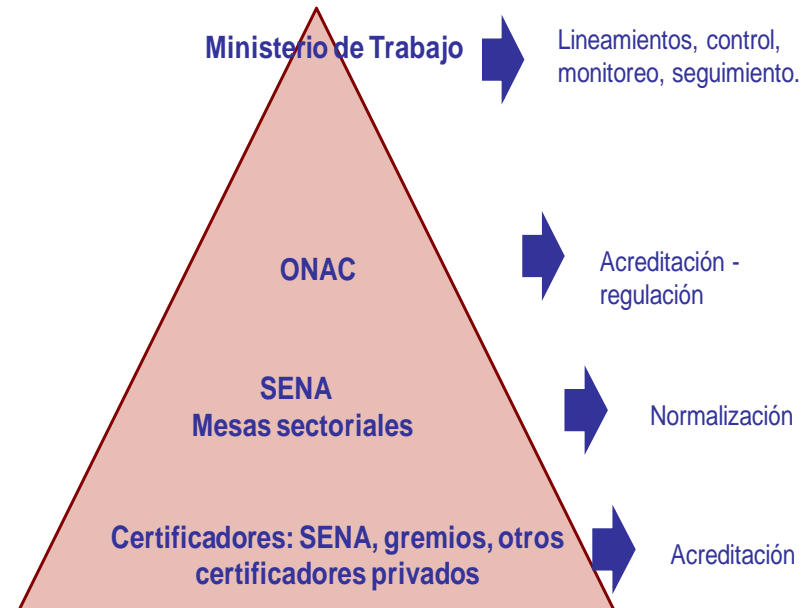 Ministerio de Trabajo
Lineamientos, control,
monitoreo, seguimiento.
ONAC
Acreditación -
regulación
SENA
Mesas sectoriales
Normalización
Certificadores: SENA, gremios, otros
certificadores privados
Acreditación